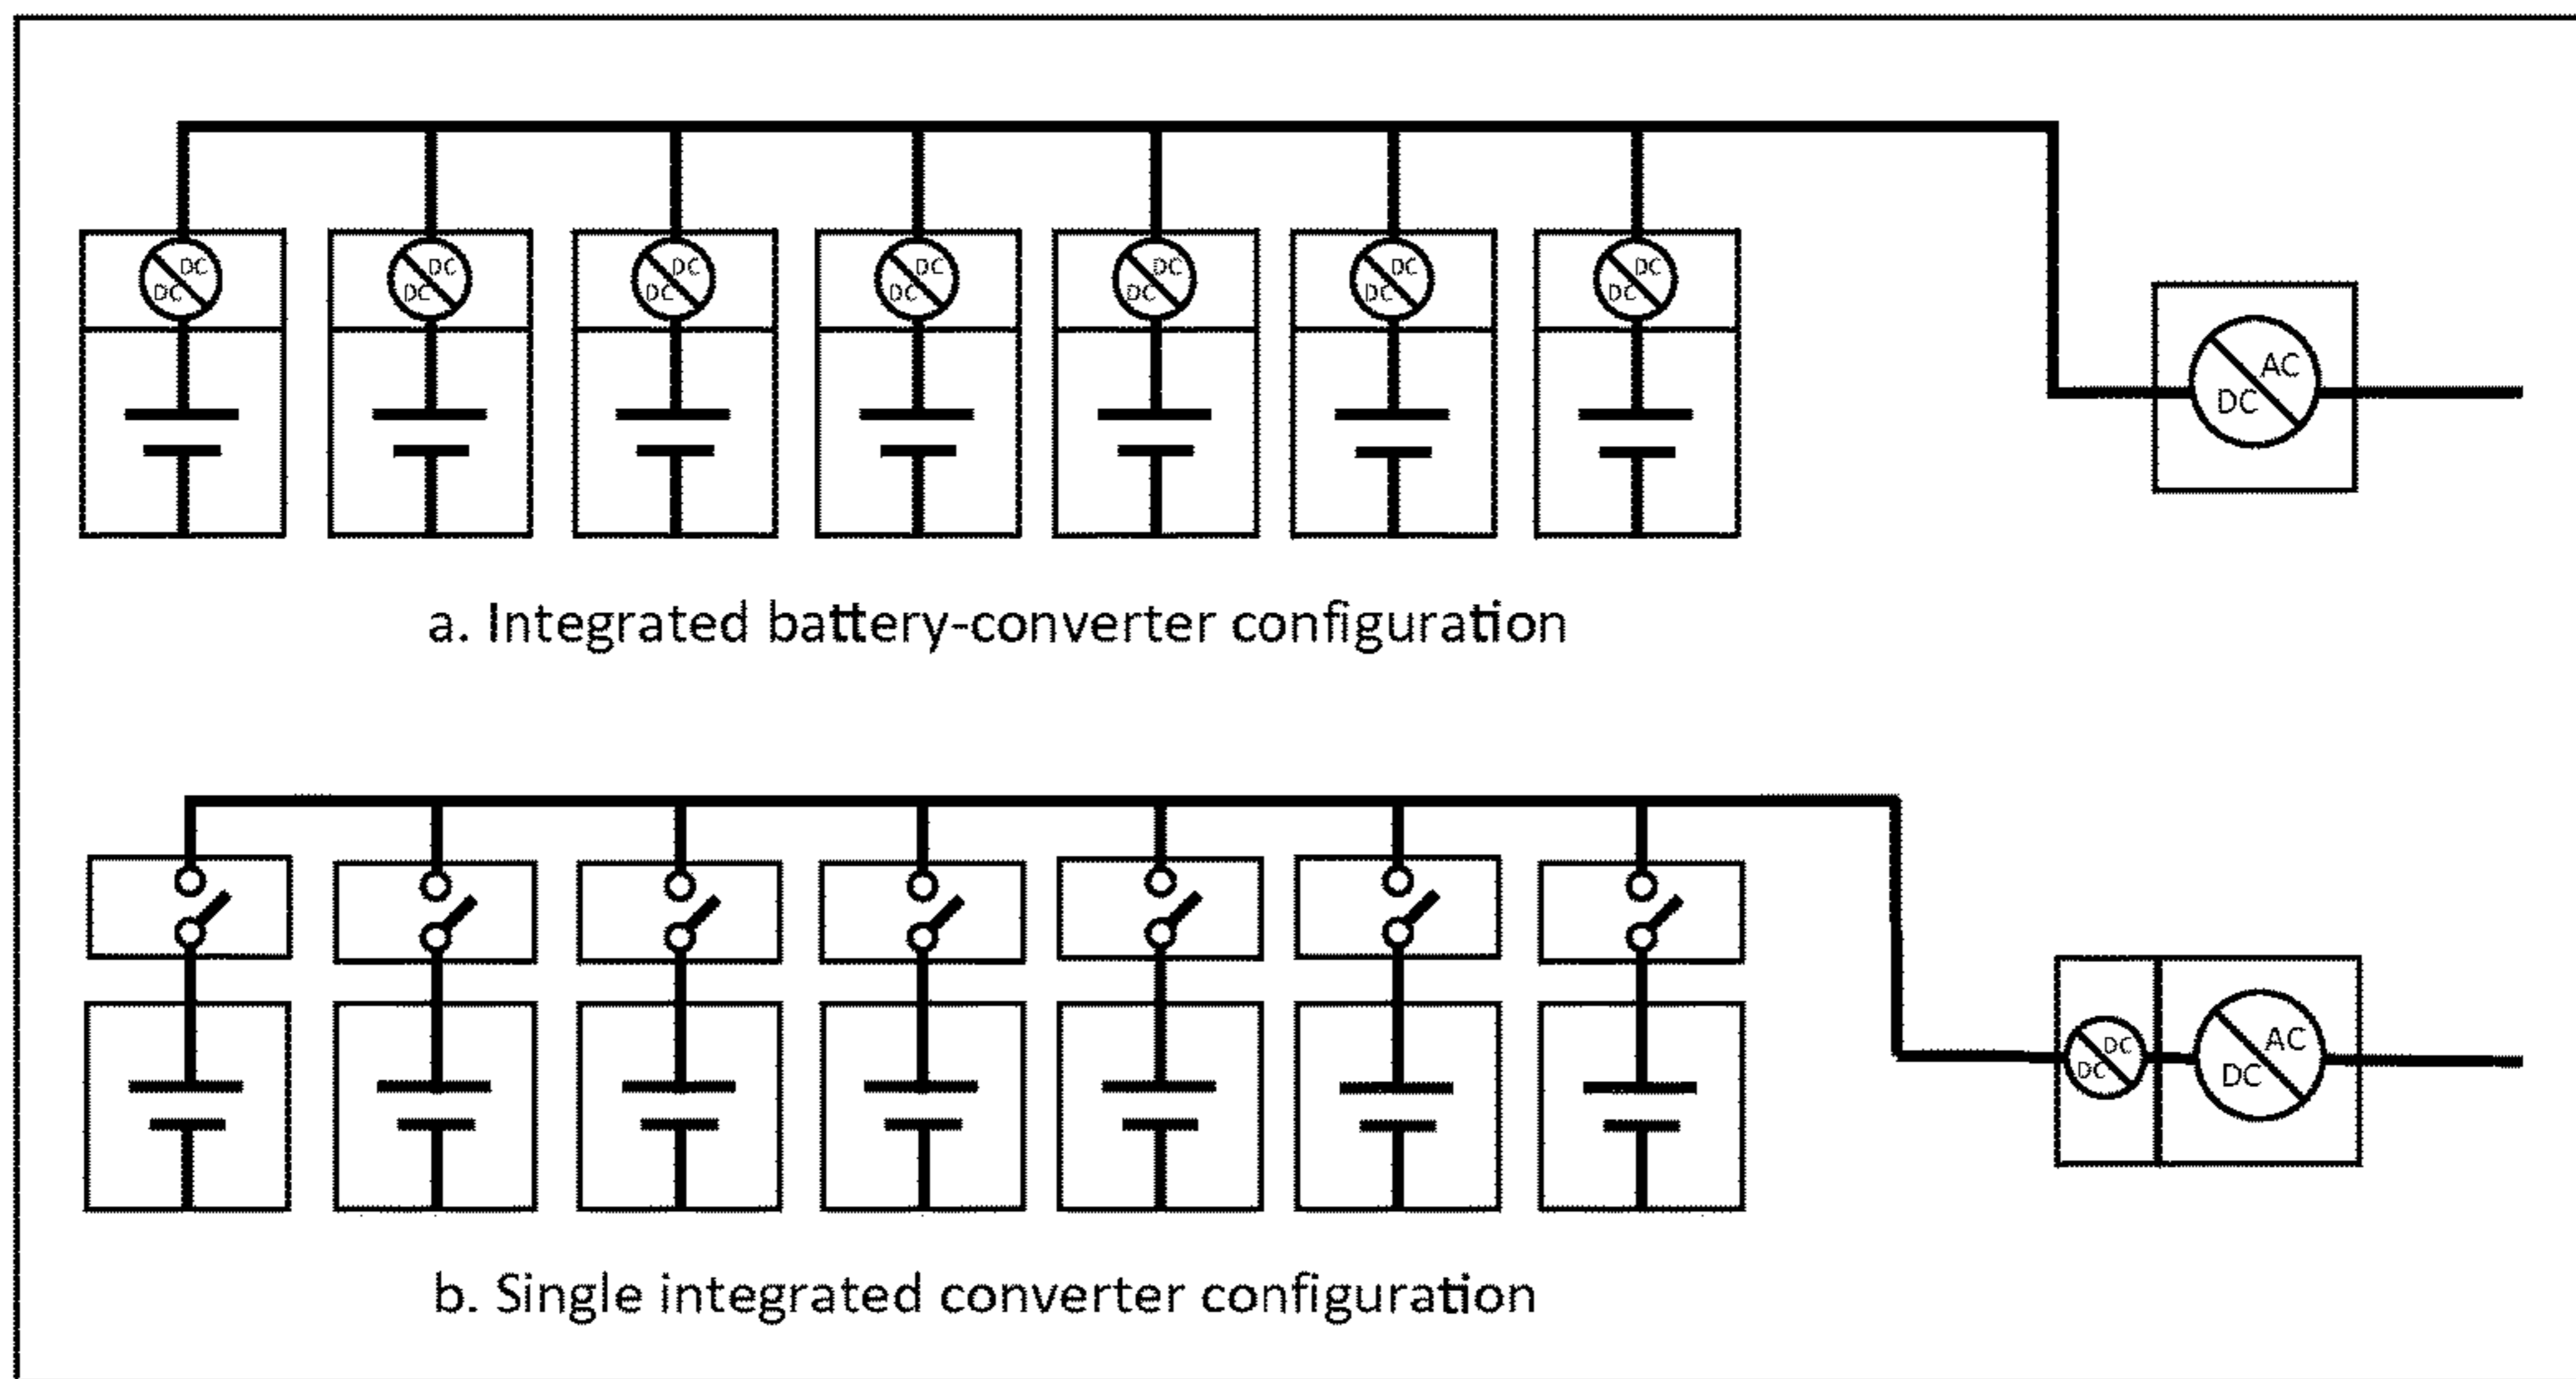 DC
DC
DC
DC
DC
DC
DC
DC
DC
DC
DC
DC
DC
DC
AC
DC
a. Integrated battery-converter configuration
DC
DC
AC
DC
b. Single integrated converter configuration